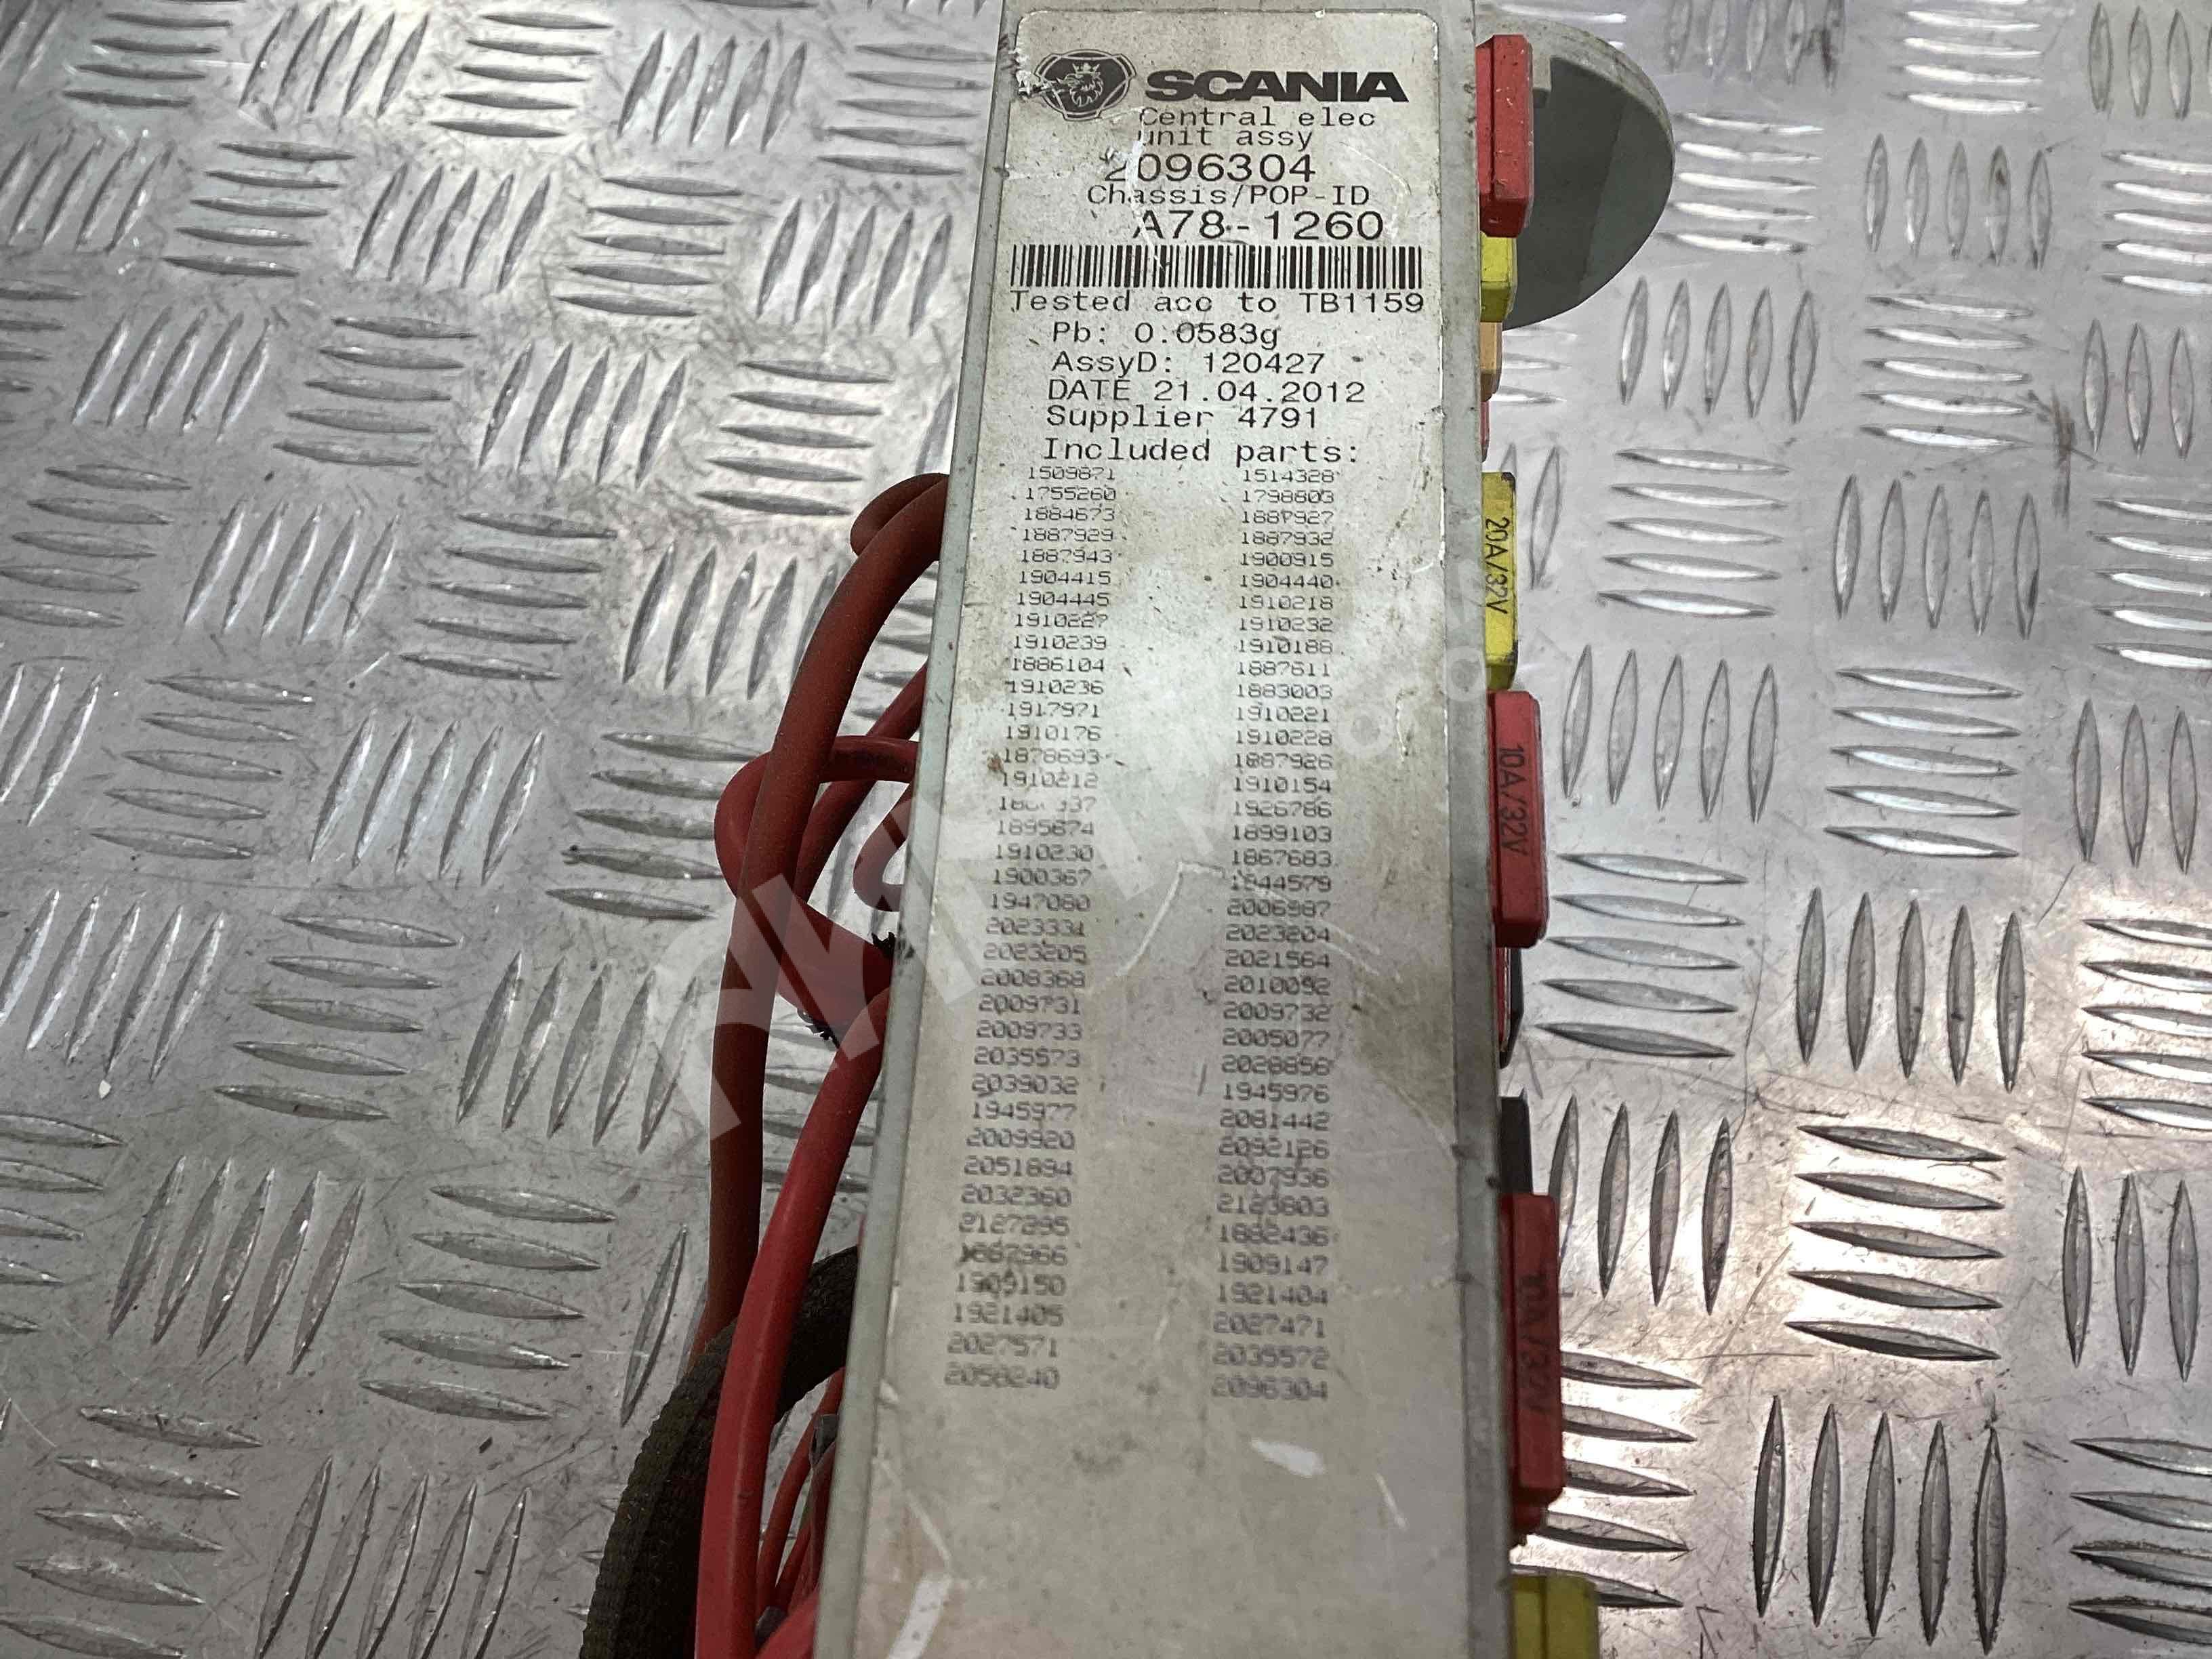 SCANIA
Central elec
unit assy
2096304
Chassis/POP-ID
A78-1260
Tested acc to TB1159
Pb: 0.0583g
AssyD: 120427
DATE 21.04.2012
Supplier 4791
Included parts:
1509871 1514328
1755260 1798803
1884673 1887927
1887929 1887932
1887943 1900915
1904415 1904440
1904445 1910218
1910227 1910232
1910239 1910188
1886104 1887611
1910236 1883003
1917971 1910221
1910176 1910228
1878693 1887926
1910212 1910154
1926786
1895674 1899103
1910230 1867683
1900367 1844579
1947080 2006987
2023331 2023204
2023205 2021564
2008368 2010092
2009731 2009732
2009733 2005077
2035573 2028856
2039032 1945976
1945977 2081442
2009920 2092126
2051894 2007936
2032360 2123803
2127295 1882436
1909147
1909150 1921404
1921405 2027471
2027571 2035572
2058240 2096304
20A/32V
10A/32V
10A/32V